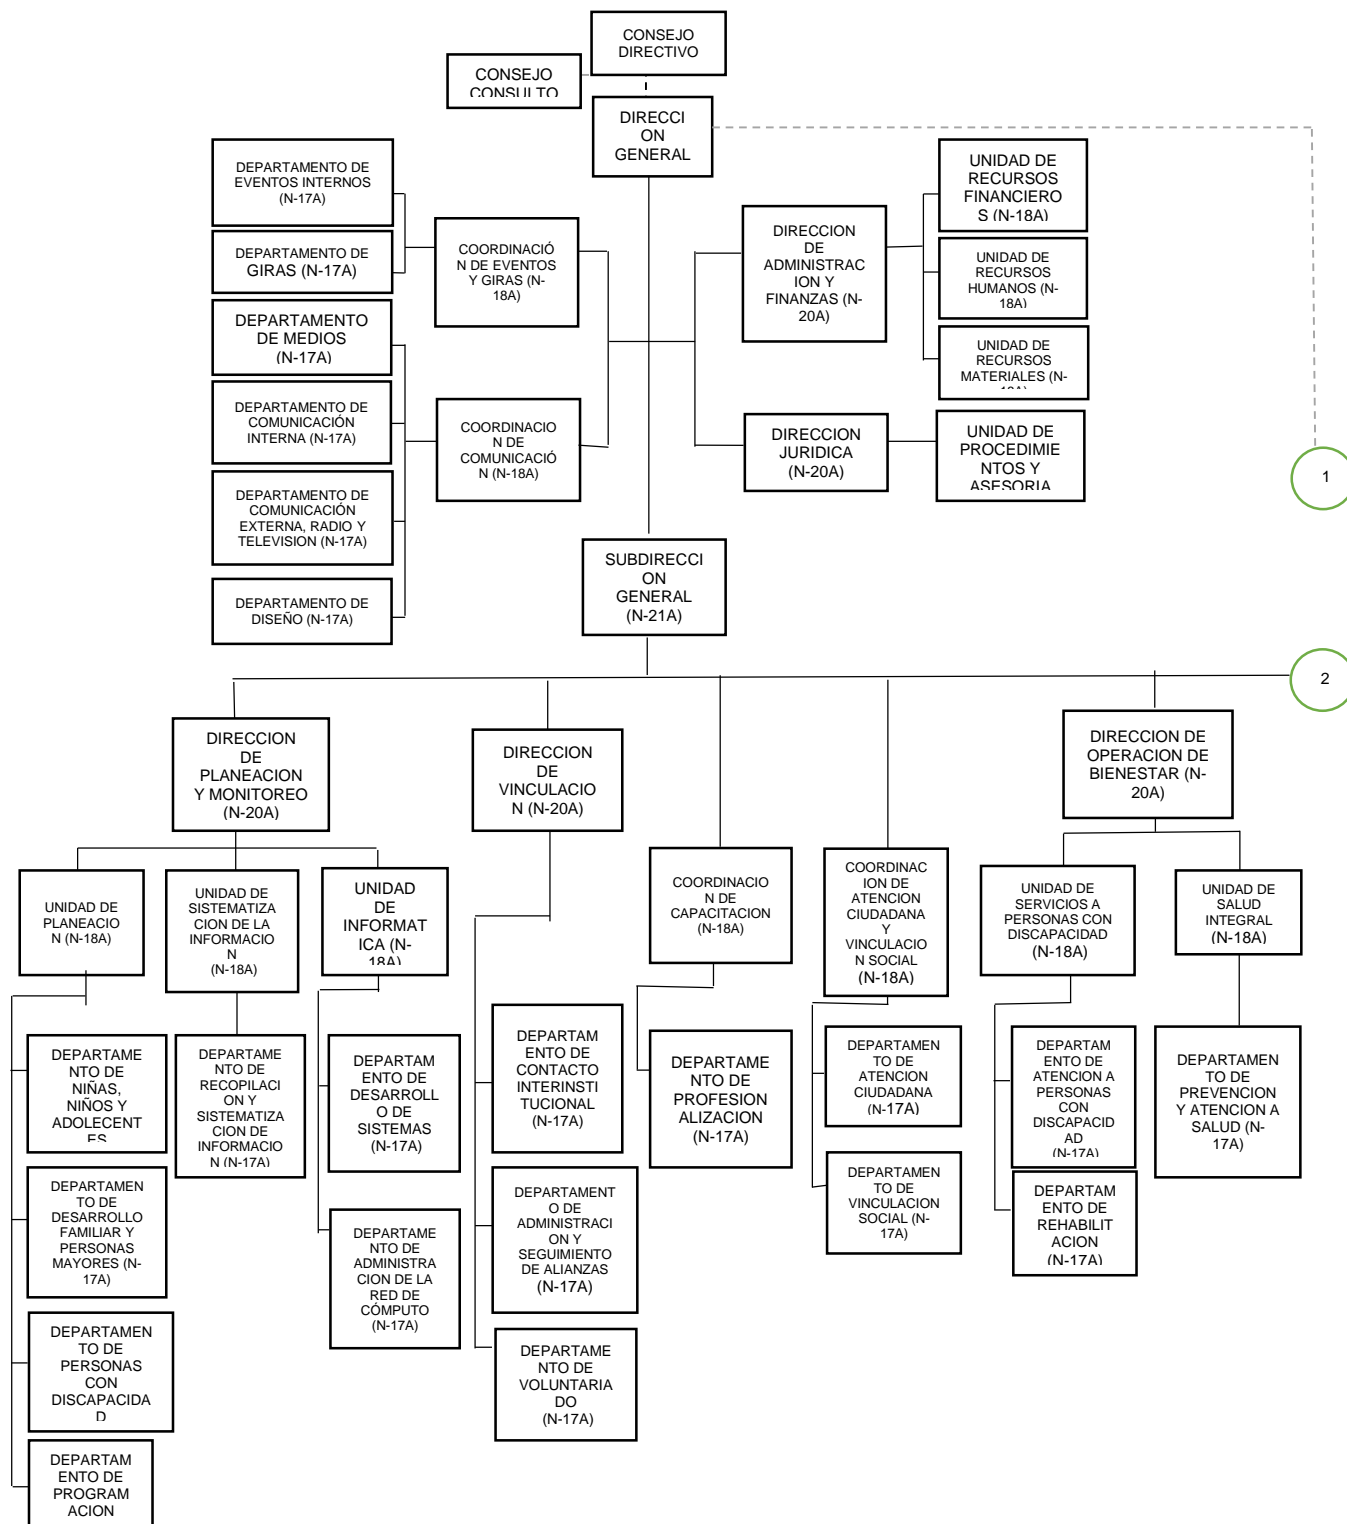 CONSEJO
DIRECTIVO
CONSEJO
CONSULTO
DIRECCI
ON
GENERAL
DEPARTAMENTO DE
EVENTOS INTERNOS
(N-17A)
DEPARTAMENTO DE
GIRAS (N-17A)
DEPARTAMENTO
DE MEDIOS
(N-17A)
DEPARTAMENTO DE
COMUNICACIÓN
INTERNA (N-17A)
DEPARTAMENTO DE
COMUNICACIÓN
EXTERNA, RADIO Y
TELEVISION (N-17A)
DEPARTAMENTO DE
DISEÑO (N-17A)
COORDINACIÓ
N DE EVENTOS
Y GIRAS (N-
18A)
COORDINACIO
N DE
COMUNICACIÓ
N (N-18A)
DIRECCION
DE
ADMINISTRAC
ION Y
FINANZAS (N-
20A)
DIRECCION
JURIDICA
(N-20A)
UNIDAD DE
RECURSOS
FINANCIERO
S (N-18A)
UNIDAD DE
RECURSOS
HUMANOS (N-
18A)
UNIDAD DE
RECURSOS
MATERIALES (N-
18A)
UNIDAD DE
PROCEDIMIE
NTOS Y
ASESORIA
1
SUBDIRECCI
ON
GENERAL
(N-21A)
2
DIRECCION
DE
PLANEACION
Y MONITOREO
(N-20A)
DIRECCION
DE
VINCULACIO
N (N-20A)
DIRECCION DE
OPERACION DE
BIENESTAR (N-
20A)
UNIDAD DE
PLANEACIO
N (N-18A)
UNIDAD DE
SISTEMATIZA
CION DE LA
INFORMACIO
N
(N-18A)
UNIDAD
DE
INFORMAT
ICA (N-
18A)
COORDINACIO
N DE
CAPACITACION
(N-18A)
COORDINAC
ION DE
ATENCION
CIUDADANA
Y
VINCULACIO
N SOCIAL
(N-18A)
UNIDAD DE
SERVICIOS A
PERSONAS CON
DISCAPACIDAD
(N-18A)
UNIDAD DE
SALUD
INTEGRAL
(N-18A)
DEPARTAME
NTO DE
NIÑAS,
NIÑOS Y
ADOLECENT
ES
DEPARTAMEN
TO DE
DESARROLLO
FAMILIAR Y
PERSONAS
MAYORES (N-
17A)
DEPARTAMEN
TO DE
PERSONAS
CON
DISCAPACIDA
D
DEPARTAM
ENTO DE
PROGRAM
ACION
DEPARTAME
NTO DE
RECOPILACI
ON Y
SISTEMATIZA
CION DE
INFORMACIO
N (N-17A)
DEPARTAM
ENTO DE
DESARROLL
O DE
SISTEMAS
(N-17A)
DEPARTAME
NTO DE
ADMINISTRA
CION DE LA
RED DE
CÓMPUTO
(N-17A)
DEPARTAM
ENTO DE
CONTACTO
INTERINSTI
TUCIONAL
(N-17A)
DEPARTAMENT
O DE
ADMINISTRACI
ON Y
SEGUIMIENTO
DE ALIANZAS
(N-17A)
DEPARTAME
NTO DE
VOLUNTARIA
DO
(N-17A)
DEPARTAME
NTO DE
PROFESION
ALIZACION
(N-17A)
DEPARTAMEN
TO DE
ATENCION
CIUDADANA
(N-17A)
DEPARTAMEN
TO DE
VINCULACION
SOCIAL (N-
17A)
DEPARTAM
ENTO DE
ATENCION A
PERSONAS
CON
DISCAPACID
AD
(N-17A)
DEPARTAM
ENTO DE
REHABILIT
ACION
(N-17A)
DEPARTAMEN
TO DE
PREVENCION
Y ATENCION A
SALUD (N-
17A)